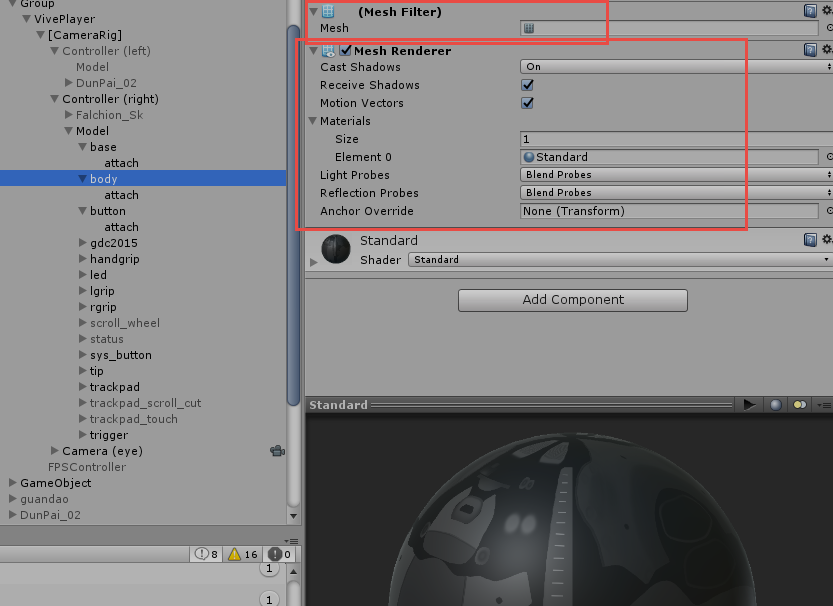 Group
VivePlayer
[CameraRig]
Controller (left)
Model
DunPai_02
Controller (right)
Falchion_Sk
Model
base
attach
body
attach
button
attach
gdc2015
handgrip
led
lgrip
rgrip
scroll_wheel
status
sys_button
tip
trackpad
trackpad_scroll_cut
trackpad_touch
trigger
Camera (eye)
FPSController
GameObject
guandao
DunPai_02
8 16 0
1
1
(Mesh Filter)
Mesh
Mesh Renderer
Cast Shadows On
Receive Shadows
Motion Vectors
Materials
Size 1
Element 0 Standard
Light Probes Blend Probes
Reflection Probes Blend Probes
Anchor Override None (Transform)
Standard
Shader Standard
Add Component
Standard